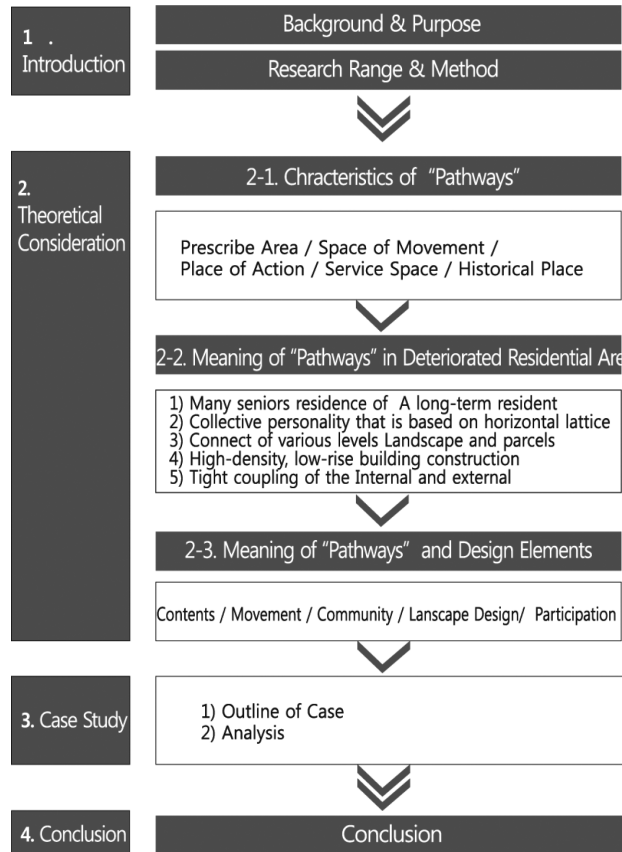 1 .
Introduction
Background & Purpose
Research Range & Method
2.
Theoretical
Consideration
2-1. Chracteristics of "Pathways"
Prescribe Area / Space of Movement /
Place of Action / Service Space / Historical Place
2-2. Meaning of "Pathways" in Deteriorated Residential Are
1) Many seniors residence of A long-term resident
2) Collective personality that is based on horizontal lattice
3) Connect of various levels Landscape and parcels
4) High-density, low-rise building construction
5) Tight coupling of the Internal and external
2-3. Meaning of "Pathways" and Design Elements
Contents / Movement / Community / Lanscape Design/ Participation
3. Case Study
1) Outline of Case
2) Analysis
4. Conclusion
Conclusion